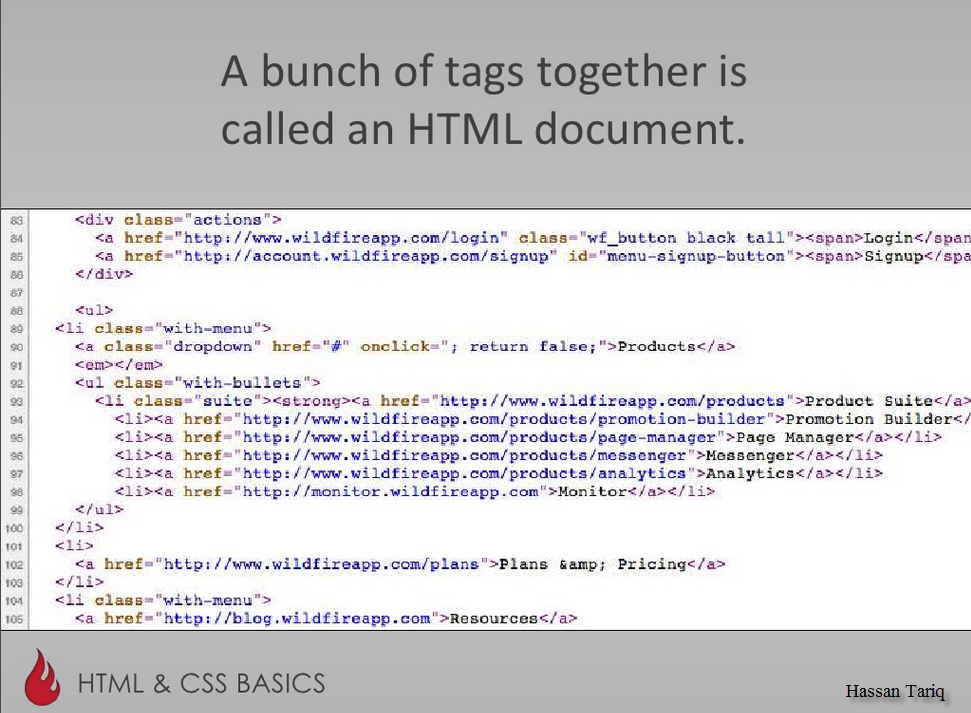 A bunch of tags together is
called an HTML document.
83 <div class="actions">
84 <a href="http://www.wildfireapp.com/login" class="wf_button black tall"><span>Login</span
85 <a href="http://account.wildfireapp.com/signup" id="menu-signup-button"><span>Signup</spa
86 </div>
87
88 <ul>
89 <li class="with-menu">
90 <a class="dropdown" href="#" onclick="; return false;">Products</a>
91 <em></em>
92 <ul class="with-bullets">
93 <li class="suite"><strong><a href="http://www.wildfireapp.com/products">Product Suite</a>
94 <li><a href="http://www.wildfireapp.com/products/promotion-builder">Promotion Builder</
95 <li><a href="http://www.wildfireapp.com/products/page-manager">Page Manager</a></li>
96 <li><a href="http://www.wildfireapp.com/products/messenger">Messenger</a></li>
97 <li><a href="http://www.wildfireapp.com/products/analytics">Analytics</a></li>
98 <li><a href="http://monitor.wildfireapp.com">Monitor</a></li>
99 </ul>
100 </li>
101 <li>
102 <a href="http://www.wildfireapp.com/plans">Plans &amp; Pricing</a>
103 </li>
104 <li class="with-menu">
105 <a href="http://blog.wildfireapp.com">Resources</a>
HTML & CSS BASICS
Hassan Tariq